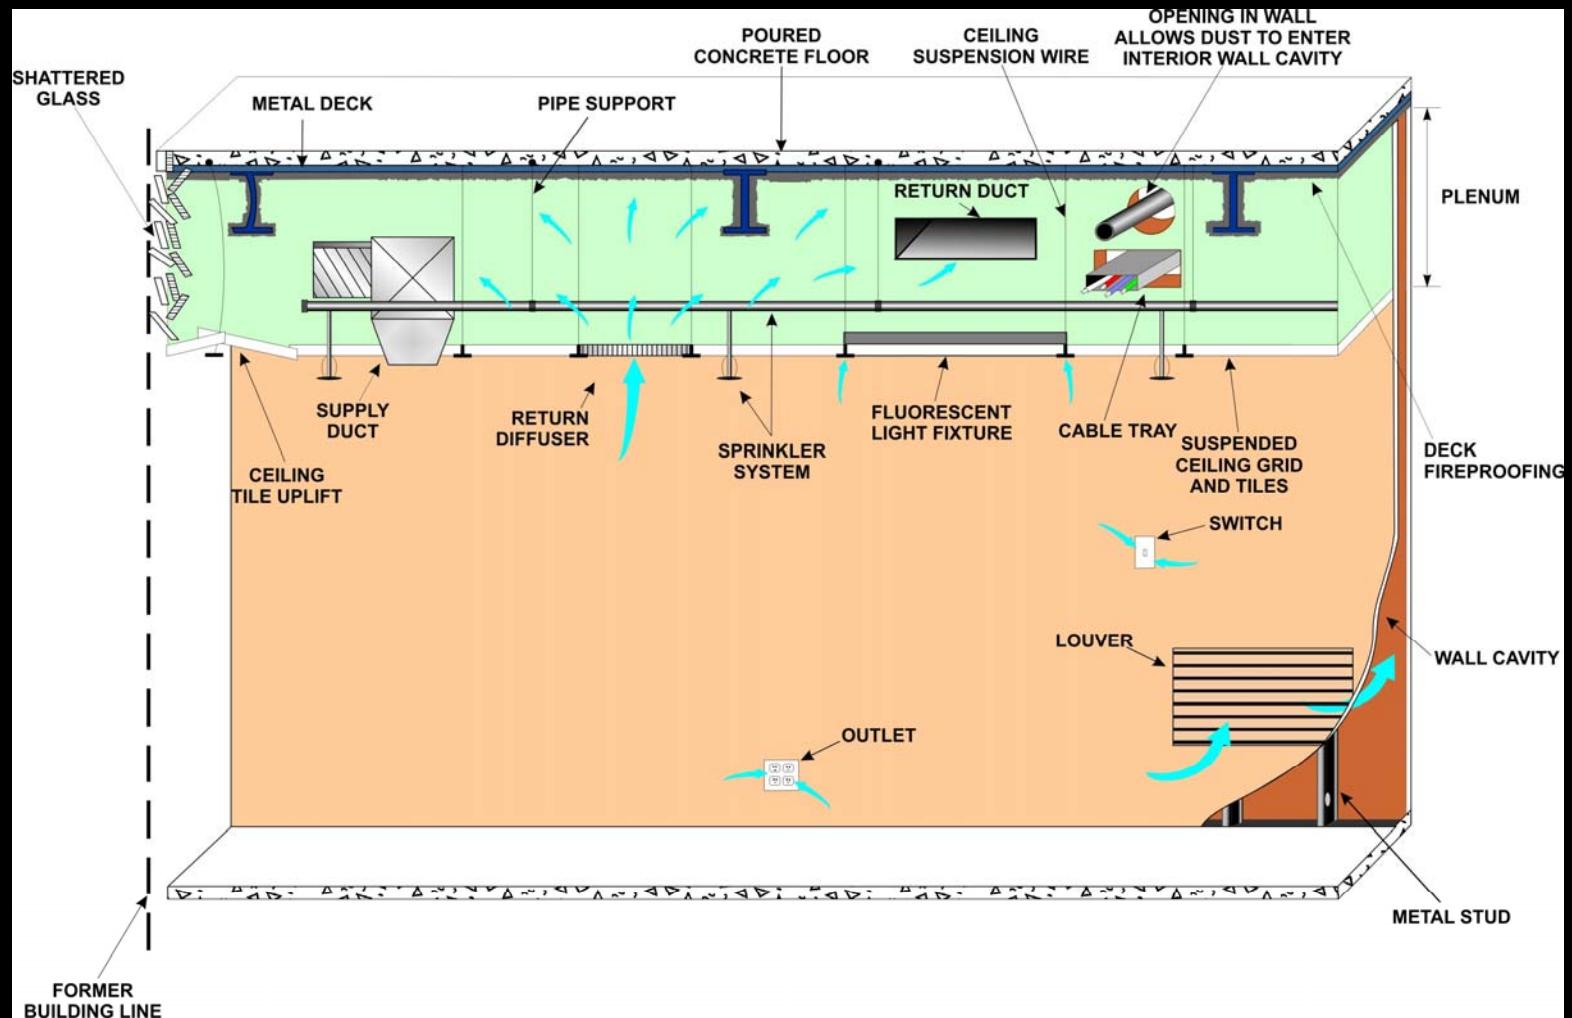 OPENING IN WALL
ALLOWS DUST TO ENTER
INTERIOR WALL CAVITY
POURED
CONCRETE FLOOR
CEILING
SUSPENSION WIRE
SHATTERED
GLASS
METAL DECK
PIPE SUPPORT
RETURN DUCT
PLENUM
SUPPLY
DUCT
RETURN
DIFFUSER
FLUORESCENT
LIGHT FIXTURE
CABLE TRAY
SPRINKLER
SYSTEM
SUSPENDED
CEILING GRID
AND TILES
DECK
FIREPROOFING
CEILING
TILE UPLIFT
SWITCH
LOUVER
WALL CAVITY
OUTLET
METAL STUD
FORMER
BUILDING LINE